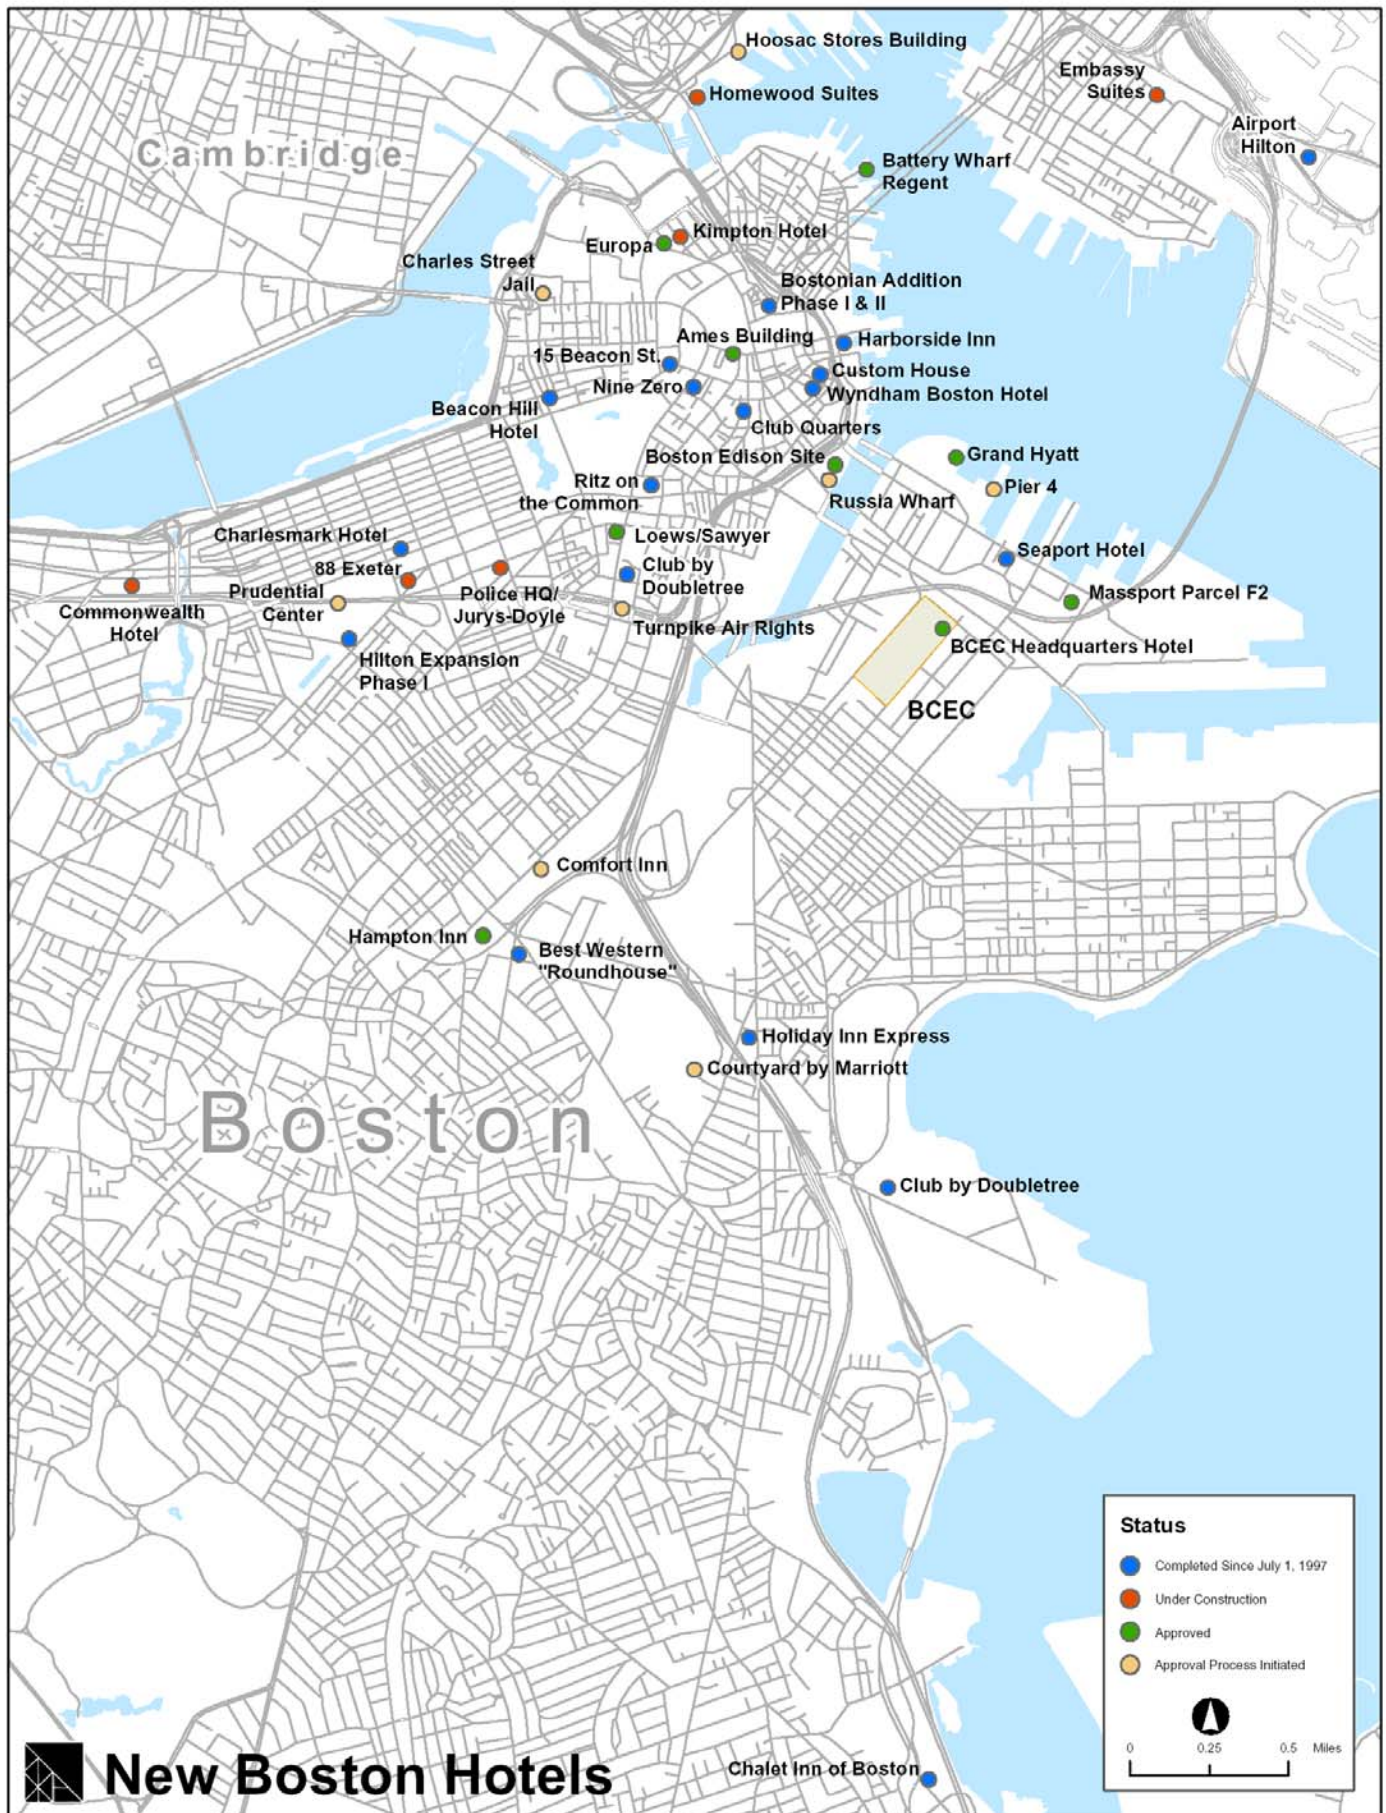 Hoosac Stores Building
Embassy
Suites
Homewood Suites
Airport
Hilton
Cambridge
Battery Wharf
Regent
Kimpton Hotel
Europa
Charles Street
Jail
Bostonian Addition
Phase I & II
Ames Building
Harborside Inn
15 Beacon St.
Custom House
Nine Zero
Wyndham Boston Hotel
Beacon Hill
Hotel
Club Quarters
Boston Edison Site
Grand Hyatt
Ritz on
the Common
Pier 4
Russia Wharf
Charlesmark Hotel
Loews/Sawyer
Seaport Hotel
88 Exeter
Club by
Doubletree
Prudential
Center
Police HQ/
Jurys-Doyle
Massport Parcel F2
Commonwealth
Hotel
Turnpike Air Rights
BCEC Headquarters Hotel
Hilton Expansion
Phase I
BCEC
Comfort Inn
Hampton Inn
Best Western
"Roundhouse"
Holiday Inn Express
Courtyard by Marriott
Boston
Club by Doubletree
Status
Completed Since July 1, 1997
Under Construction
Approved
Approval Process Initiated
0 0.25 0.5 Miles
Chalet Inn of Boston
New Boston Hotels